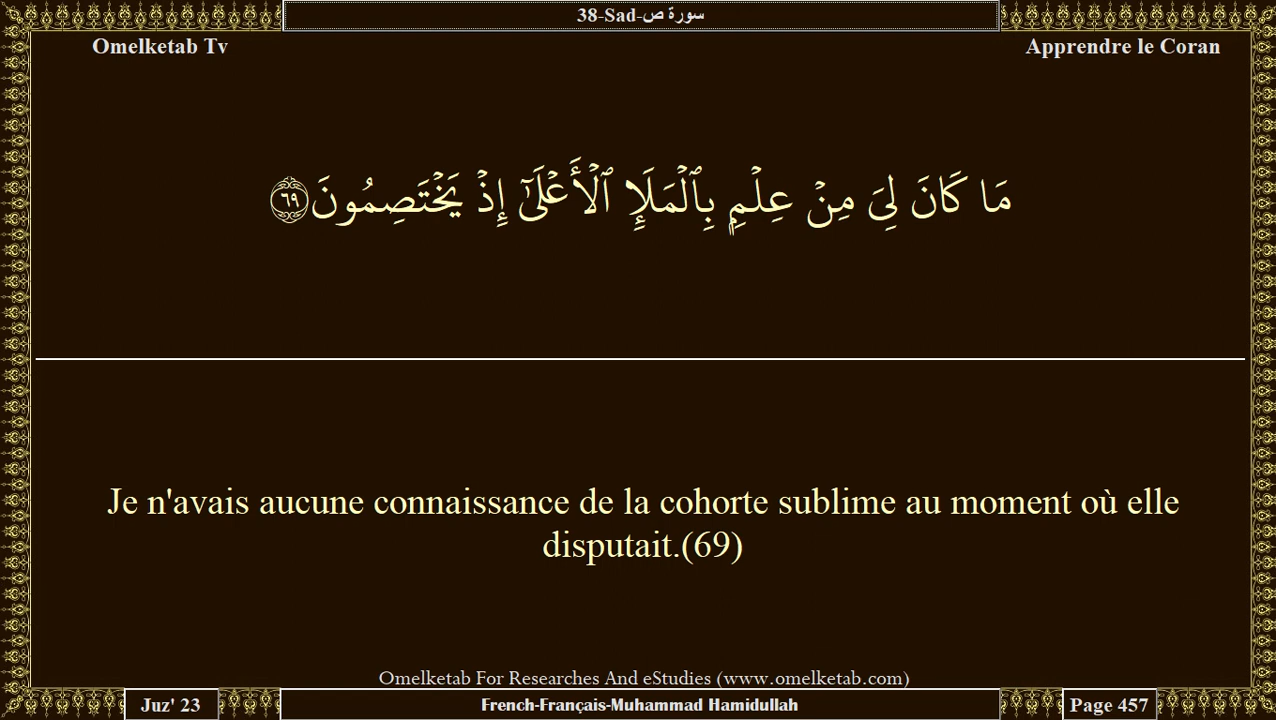 38-Sad-سورة ص
Omelketab Tv
Apprendre le Coran
مَا كَانَ لِيَ مِنۡ عِلۡمِۭ بِٱلۡمَلَإِ ٱلۡأَعۡلَىٰٓ إِذۡ يَخۡتَصِمُونَ ٦٩
Je n'avais aucune connaissance de la cohorte sublime au moment où elle
disputait.(69)
Omelketab For Researches And eStudies (www.omelketab.com)
Juz' 23
French-Français-Muhammad Hamidullah
Page 457